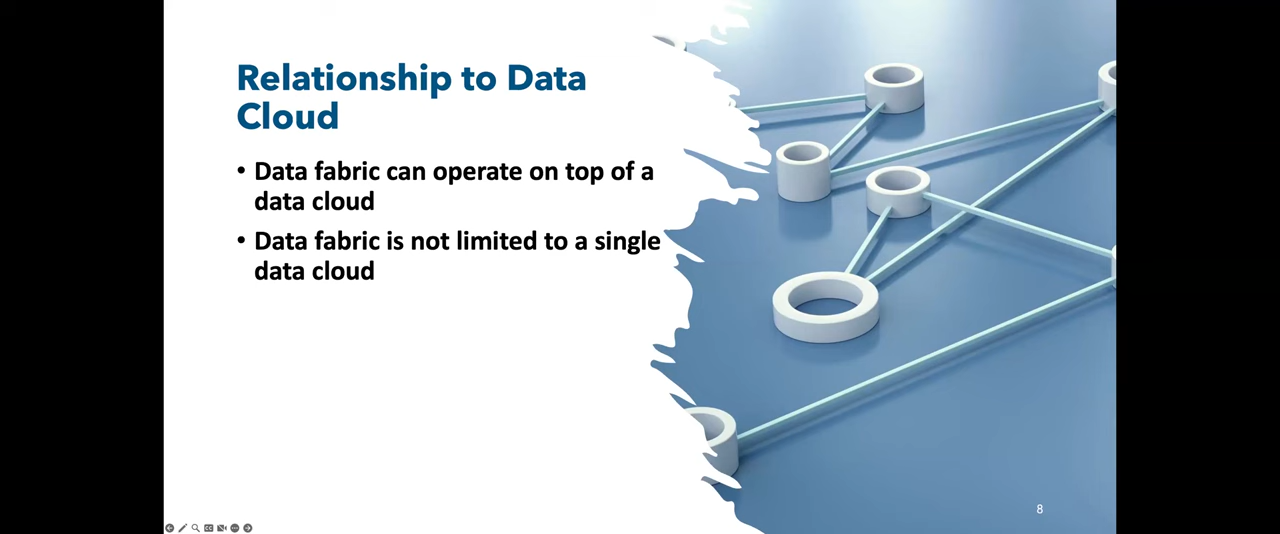 Relationship to Data
Cloud
• Data fabric can operate on top of a
data cloud
• Data fabric is not limited to a single
data cloud
8